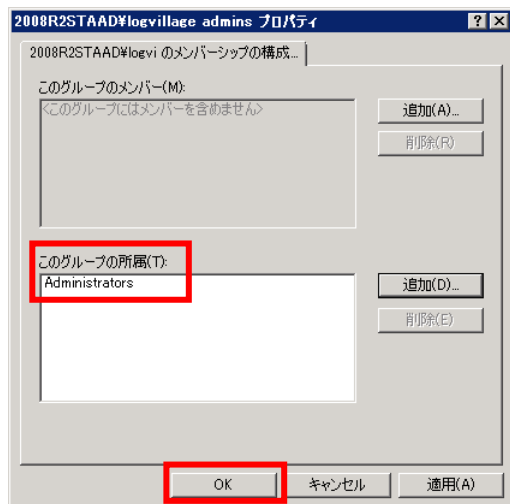 2008R2STAAD¥logvillage admins プロパティ
2008R2STAAD¥logvi のメンバーシップの構成...
このグループのメンバー(M):
<このグループにはメンバーを含めません>
追加(A)...
削除(R)
このグループの所属(T):
Administrators
追加(D)...
削除(E)
OK
キャンセル
適用(A)